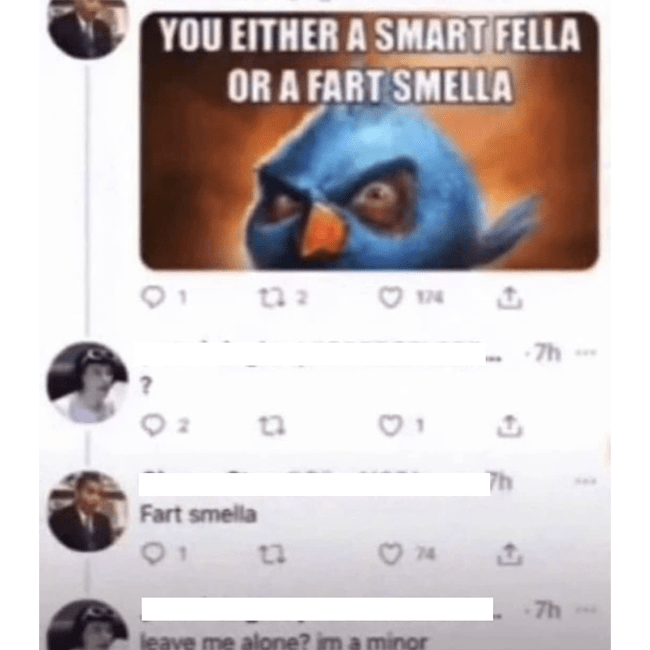 YOU EITHER A SMART FELLA
OR A FART SMELLA
1 2 174
... · 7h ...
?
2 1
7h ...
Fart smella
1 74
... · 7h ...
leave me alone? im a minor